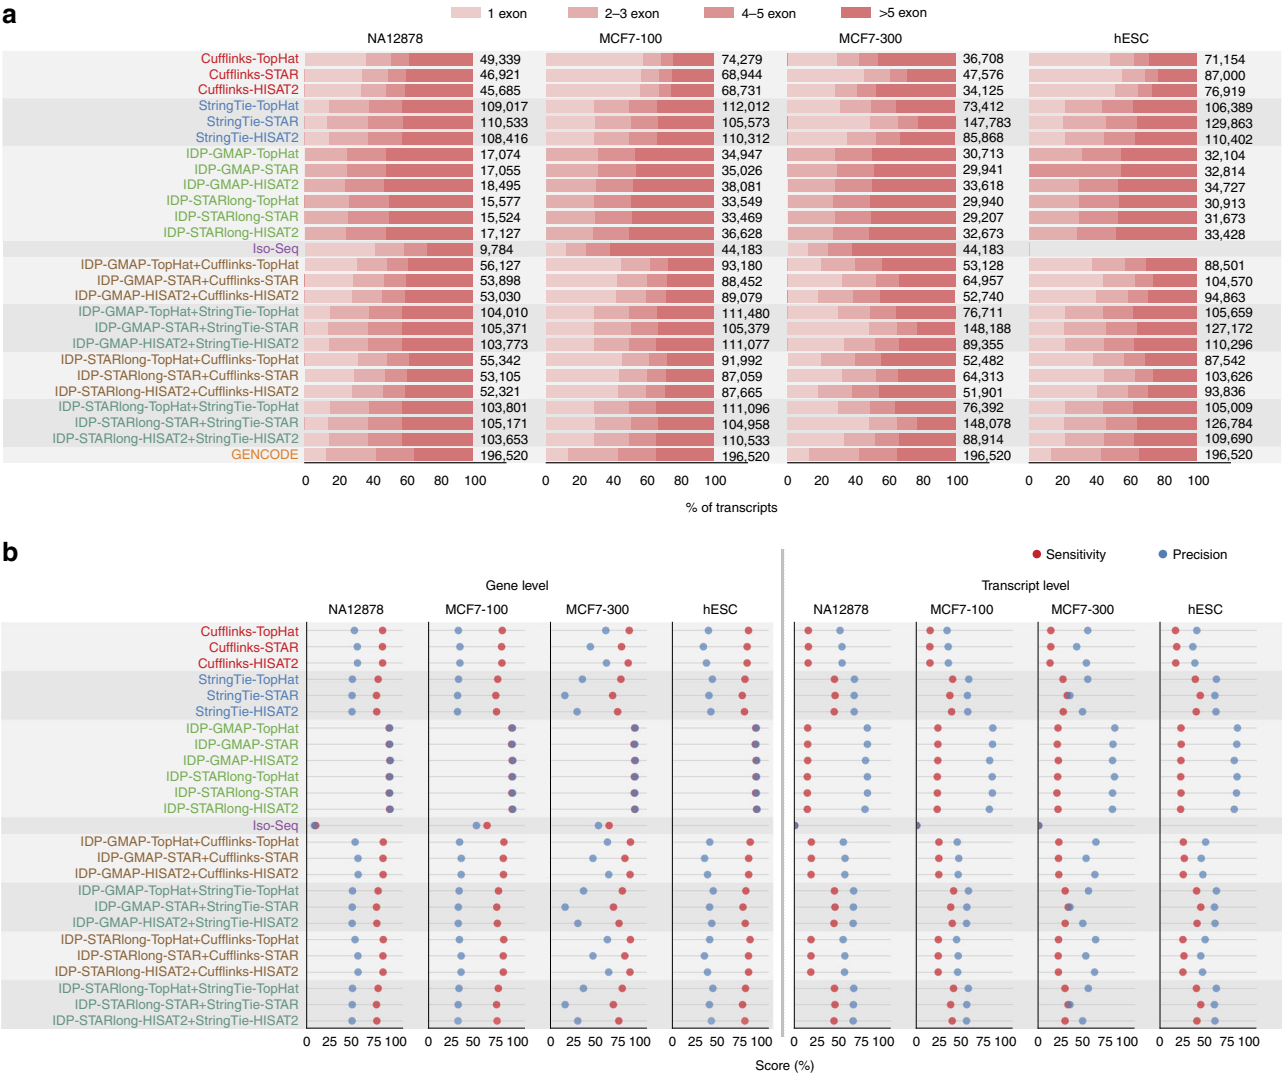 a
1 exon 2–3 exon 4–5 exon >5 exon
NA12878 MCF7-100 MCF7-300 hESC
Cufflinks-TopHat 49,339 74,279 36,708 71,154
Cufflinks-STAR 46,921 68,944 47,576 87,000
Cufflinks-HISAT2 45,685 68,731 34,125 76,919
StringTie-TopHat 109,017 112,012 73,412 106,389
StringTie-STAR 110,533 105,573 147,783 129,863
StringTie-HISAT2 108,416 110,312 85,868 110,402
IDP-GMAP-TopHat 17,074 34,947 30,713 32,104
IDP-GMAP-STAR 17,055 35,026 29,941 32,814
IDP-GMAP-HISAT2 18,495 38,081 33,618 34,727
IDP-STARlong-TopHat 15,577 33,549 29,940 30,913
IDP-STARlong-STAR 15,524 33,469 29,207 31,673
IDP-STARlong-HISAT2 17,127 36,628 32,673 33,428
Iso-Seq 9,784 44,183 44,183
IDP-GMAP-TopHat+Cufflinks-TopHat 56,127 93,180 53,128 88,501
IDP-GMAP-STAR+Cufflinks-STAR 53,898 88,452 64,957 104,570
IDP-GMAP-HISAT2+Cufflinks-HISAT2 53,030 89,079 52,740 94,863
IDP-GMAP-TopHat+StringTie-TopHat 104,010 111,480 76,711 105,659
IDP-GMAP-STAR+StringTie-STAR 105,371 105,379 148,188 127,172
IDP-GMAP-HISAT2+StringTie-HISAT2 103,773 111,077 89,355 110,296
IDP-STARlong-TopHat+Cufflinks-TopHat 55,342 91,992 52,482 87,542
IDP-STARlong-STAR+Cufflinks-STAR 53,105 87,059 64,313 103,626
IDP-STARlong-HISAT2+Cufflinks-HISAT2 52,321 87,665 51,901 93,836
IDP-STARlong-TopHat+StringTie-TopHat 103,801 111,096 76,392 105,009
IDP-STARlong-STAR+StringTie-STAR 105,171 104,958 148,078 126,784
IDP-STARlong-HISAT2+StringTie-HISAT2 103,653 110,533 88,914 109,690
GENCODE 196,520 196,520 196,520 196,520
0 20 40 60 80 100 0 20 40 60 80 100 0 20 40 60 80 100 0 20 40 60 80 100
% of transcripts
b
Sensitivity Precision
Gene level Transcript level
NA12878 MCF7-100 MCF7-300 hESC NA12878 MCF7-100 MCF7-300 hESC
Cufflinks-TopHat
Cufflinks-STAR
Cufflinks-HISAT2
StringTie-TopHat
StringTie-STAR
StringTie-HISAT2
IDP-GMAP-TopHat
IDP-GMAP-STAR
IDP-GMAP-HISAT2
IDP-STARlong-TopHat
IDP-STARlong-STAR
IDP-STARlong-HISAT2
Iso-Seq
IDP-GMAP-TopHat+Cufflinks-TopHat
IDP-GMAP-STAR+Cufflinks-STAR
IDP-GMAP-HISAT2+Cufflinks-HISAT2
IDP-GMAP-TopHat+StringTie-TopHat
IDP-GMAP-STAR+StringTie-STAR
IDP-GMAP-HISAT2+StringTie-HISAT2
IDP-STARlong-TopHat+Cufflinks-TopHat
IDP-STARlong-STAR+Cufflinks-STAR
IDP-STARlong-HISAT2+Cufflinks-HISAT2
IDP-STARlong-TopHat+StringTie-TopHat
IDP-STARlong-STAR+StringTie-STAR
IDP-STARlong-HISAT2+StringTie-HISAT2
0 25 50 75 100 0 25 50 75 100 0 25 50 75 100 0 25 50 75 100 0 25 50 75 100 0 25 50 75 100 0 25 50 75 100 0 25 50 75 100
Score (%)